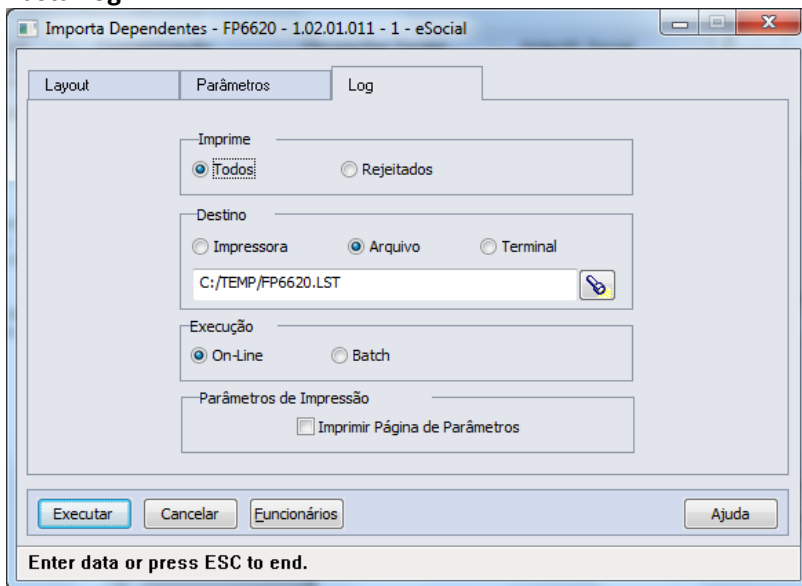 Importa Dependentes - FP6620 - 1.02.01.011 - 1 - eSocial
Layout Parâmetros Log
Imprime
Todos Rejeitados
Destino
Impressora Arquivo Terminal
C:/TEMP/FP6620.LST
Execução
On-Line Batch
Parâmetros de Impressão
Imprimir Página de Parâmetros
Executar Cancelar Funcionários Ajuda
Enter data or press ESC to end.